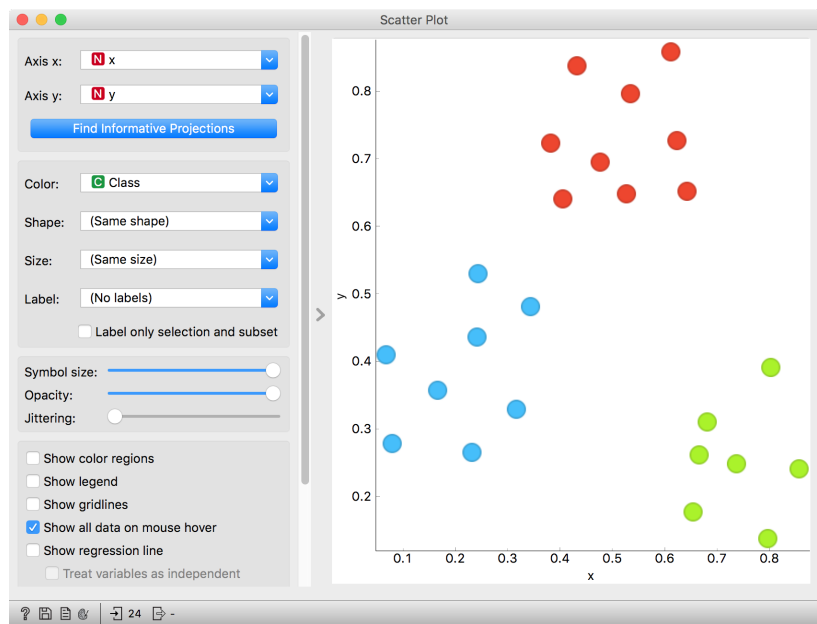 Scatter Plot
Axis x: N x
Axis y: N y
Find Informative Projections
Color: C Class
Shape: (Same shape)
Size: (Same size)
Label: (No labels)
Label only selection and subset
Symbol size:
Opacity:
Jittering:
Show color regions
Show legend
Show gridlines
Show all data on mouse hover
Show regression line
Treat variables as independent
0.8
0.7
0.6
0.5
y
0.4
0.3
0.2
0.1 0.2 0.3 0.4 0.5 0.6 0.7 0.8
x
? 24 -